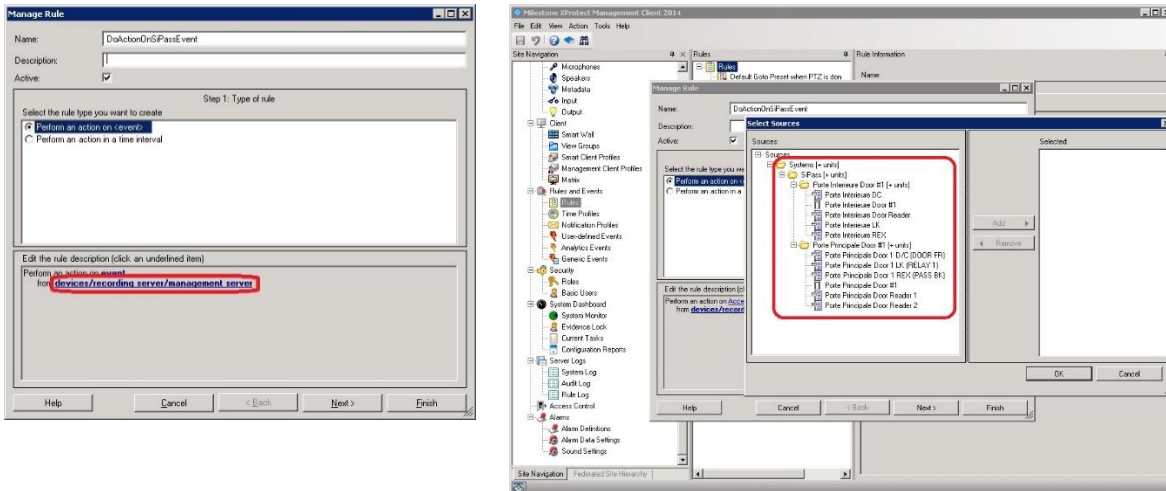 Manage Rule
Name: DoActionOnSiPassEvent
Description:
Active:
Step 1: Type of rule
Select the rule type you want to create
Perform an action on <event>
Perform an action in a time interval
Edit the rule description (click an underlined item)
Perform an action on event
from devices/recording server/management server
Help Cancel < Back Next > Finish
Milestone XProtect Management Client 2014
File Edit View Action Tools Help
Site Navigation
Microphones
Speakers
Metadata
Input
Output
Client
Smart Wall
View Groups
Smart Client Profiles
Management Client Profiles
Matrix
Rules and Events
Rules
Time Profiles
Notification Profiles
User-defined Events
Analytics Events
Generic Events
Security
Roles
Basic Users
System Dashboard
System Monitor
Evidence Lock
Current Tasks
Configuration Reports
Server Logs
System Log
Audit Log
Rule Log
Access Control
Alarms
Alarm Definitions
Alarm Data Settings
Sound Settings
Site Navigation Federated Site Hierarchy
Rules
Rules
Default Goto Preset when PTZ is don
Rule Information
Name
Manage Rule
Name: DoActionOnSiPassEvent
Description:
Active:
Select the rule type you wa
Perform an action on <
Perform an action in a
Edit the rule description (cl
Perform an action on Acce
from devices/record
Help Cancel < Back Next > Finish
Select Sources
Sources:
Sources
Systems [+ units]
SiPass [+ units]
Porte Interieure Door #1 [+ units]
Porte Interieure DC
Porte Interieure Door #1
Porte Interieure Door Reader
Porte Interieure LK
Porte Interieure REX
Porte Principale Door #1 [+ units]
Porte Principale Door 1 D/C (DOOR FR)
Porte Principale Door 1 LK (RELAY 1)
Porte Principale Door 1 REX (PASS BK)
Porte Principale Door #1
Porte Principale Door Reader 1
Porte Principale Door Reader 2
Selected:
Add
Remove
OK Cancel